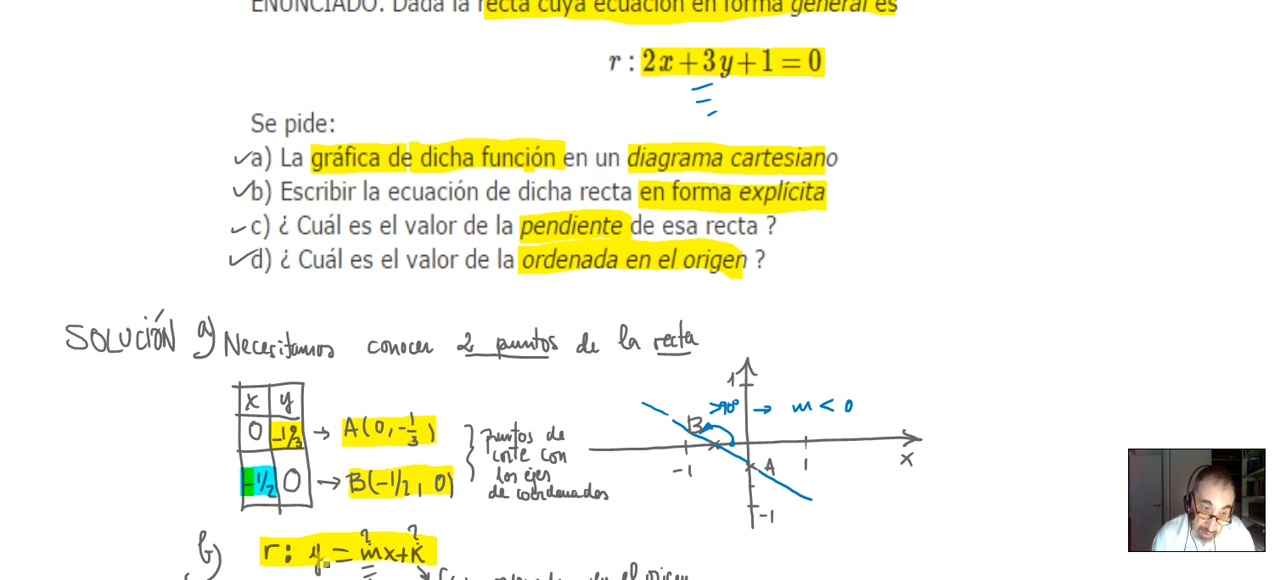 ENUNCIADO: Dada la recta cuya ecuación en forma general es
r : 2x + 3y + 1 = 0
Se pide:
a) La gráfica de dicha función en un diagrama cartesiano
b) Escribir la ecuación de dicha recta en forma explícita
c) ¿ Cuál es el valor de la pendiente de esa recta ?
d) ¿ Cuál es el valor de la ordenada en el origen ?
SOLUCIÓN a) Necesitamos conocer 2 puntos de la recta
x y
0 -1/3 → A(0, -1/3)
-1/2 0 → B(-1/2, 0)
puntos de
corte con
los ejes
de coordenadas
1
B >90° → m < 0
-1 A 1 x
-1
b) r: y = mx + k
? ?
ordenada en el origen